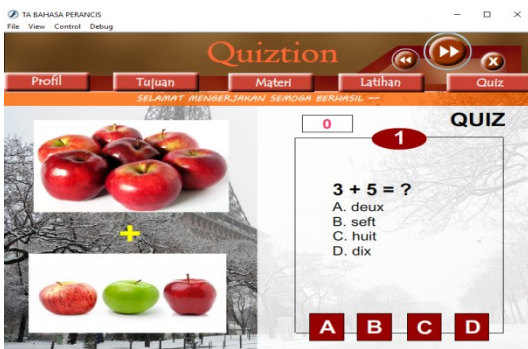 TA BAHASA PERANCIS
File View Control Debug
Quiztion
Profil Tujuan Materi Latihan Quiz
SELAMAT MENGERJAKAN SEMOGA BERHASIL
0
QUIZ
1
+
3 + 5 = ?
A. deux
B. seft
C. huit
D. dix
A B C D